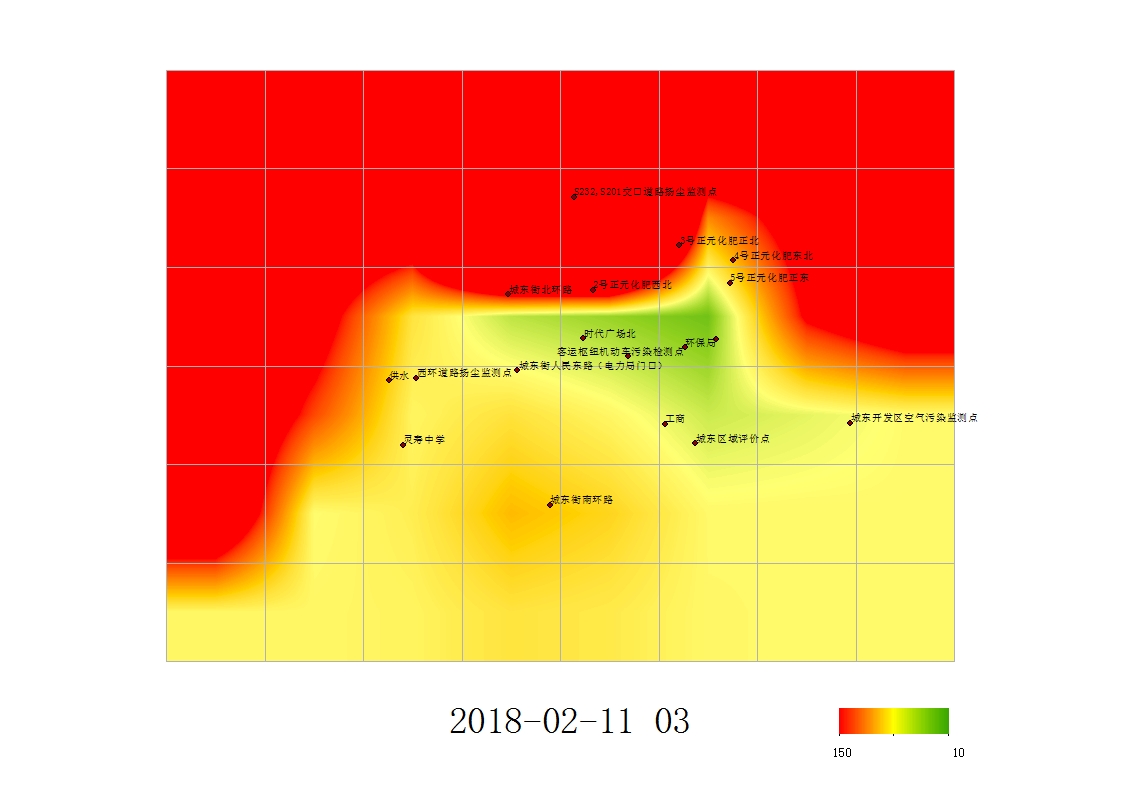 S232,S201交口道路扬尘监测点
3号正元化肥正北
4号正元化肥东北
5号正元化肥正东
2号正元化肥西北
城东街北环路
时代广场北
环保局
客运枢纽机动车污染检测点
城东街人民东路（电力局门口）
西环道路扬尘监测点
供水
城东开发区空气污染监测点
工商
城东区域评价点
灵寿中学
城东街南环路
2018-02-11 03
150
10